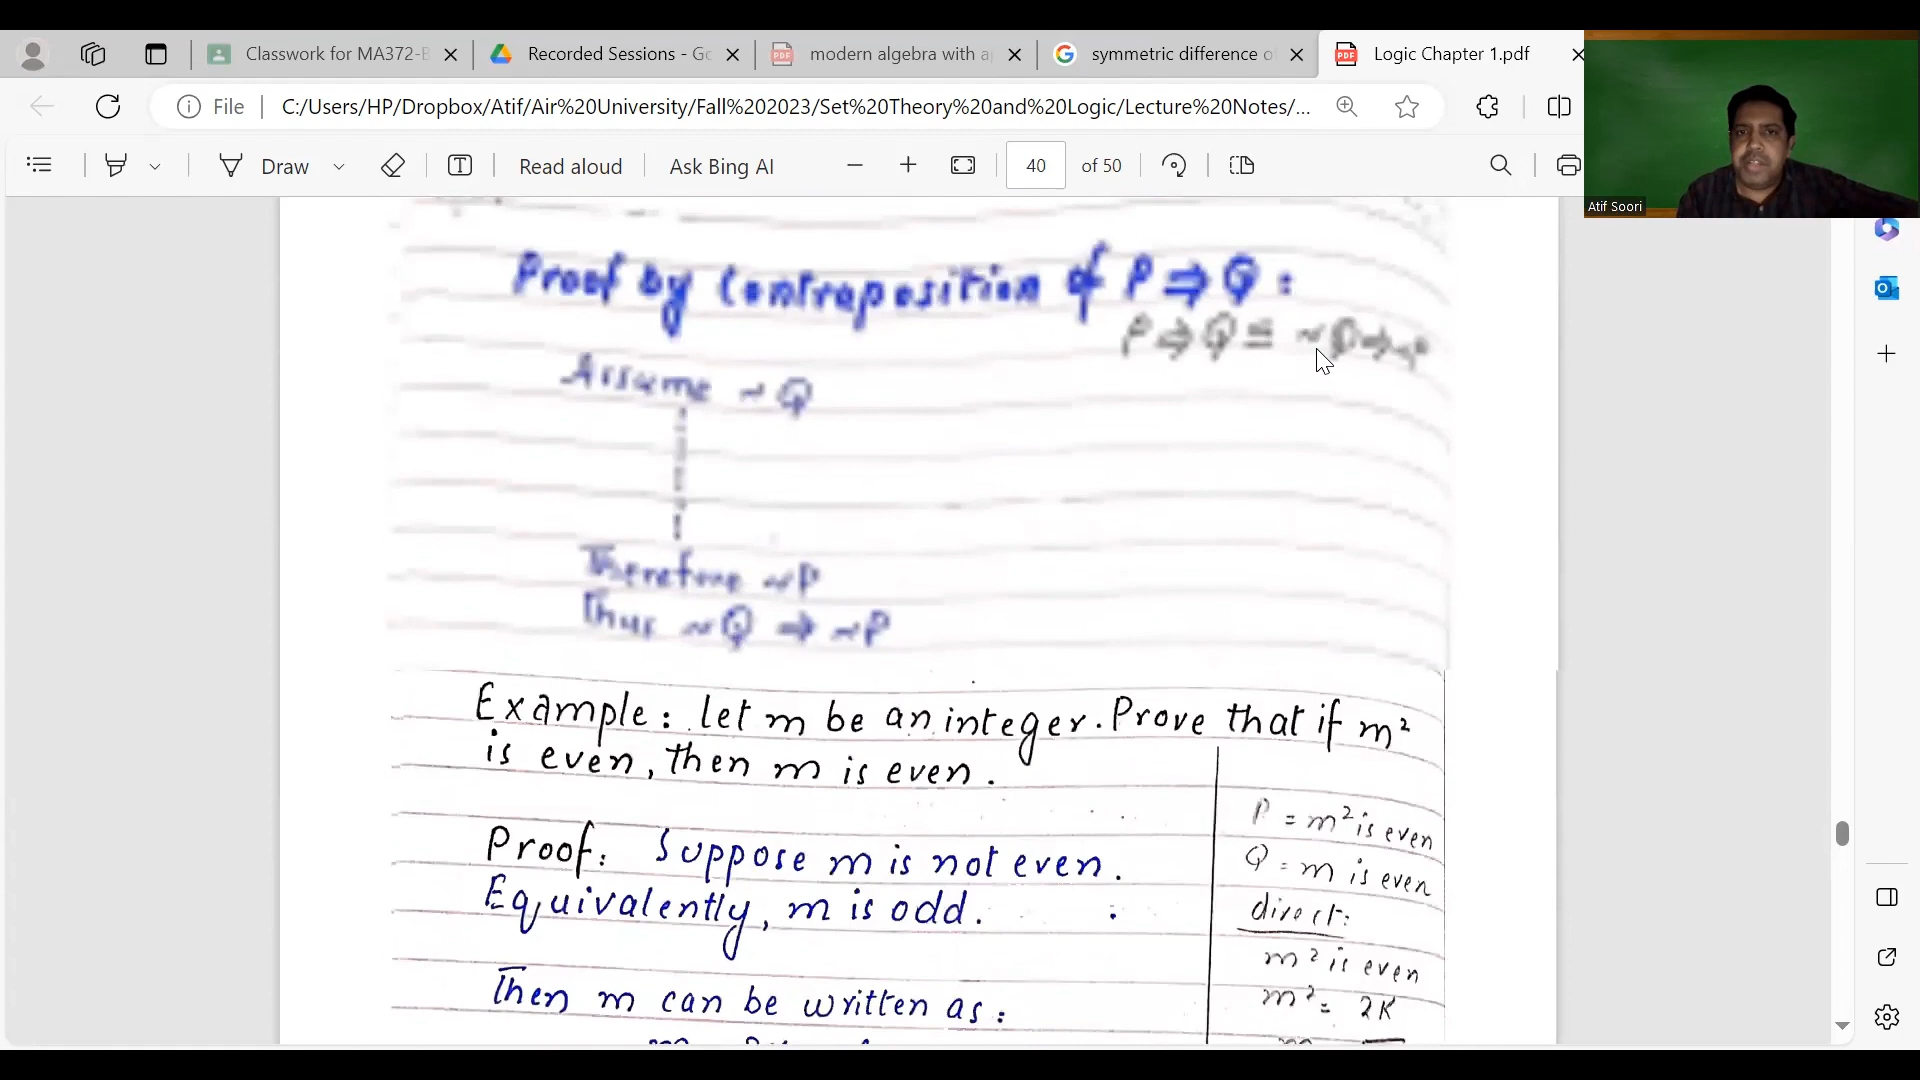 Classwork for MA372-B
Recorded Sessions - Go
modern algebra with a
symmetric difference o
Logic Chapter 1.pdf
File
C:/Users/HP/Dropbox/Atif/Air%20University/Fall%202023/Set%20Theory%20and%20Logic/Lecture%20Notes/...
Draw
Read aloud
Ask Bing AI
40
of 50
Atif Soori
Proof by Contraposition of P ⇒ Q :
P ⇒ Q ≡ ~Q ⇒ ~P
Assume ~Q
Therefore ~P
Thus ~Q ⇒ ~P
Example: let m be an integer. Prove that if m²
is even, then m is even.
Proof: Suppose m is not even.
Equivalently, m is odd.
Then m can be written as:
P = m² is even
Q = m is even
direct:
m² is even
m² = 2K